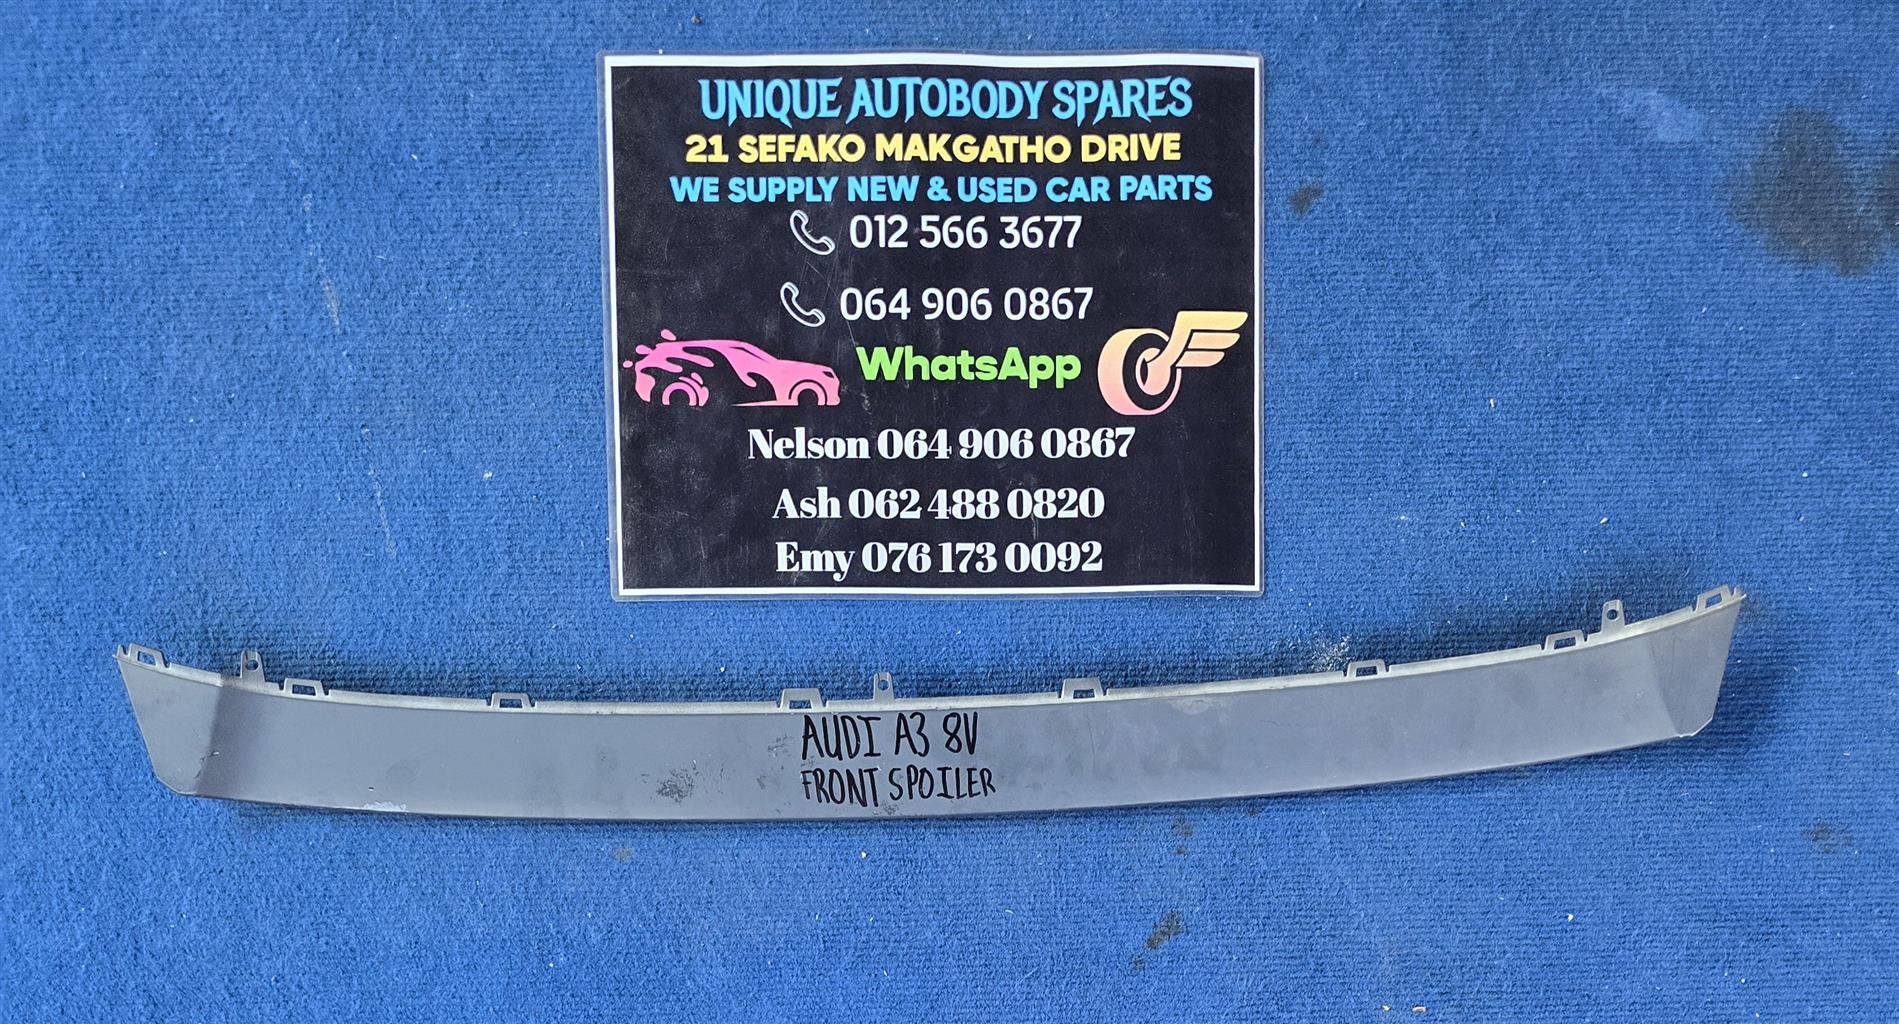 UNIQUE AUTOBODY SPARES
21 SEFAKO MAKGATHO DRIVE
WE SUPPLY NEW & USED CAR PARTS
012 566 3677
064 906 0867
WhatsApp
Nelson 064 906 0867
Ash 062 488 0820
Emy 076 173 0092
AUDI A3 8V
FRONT SPOILER